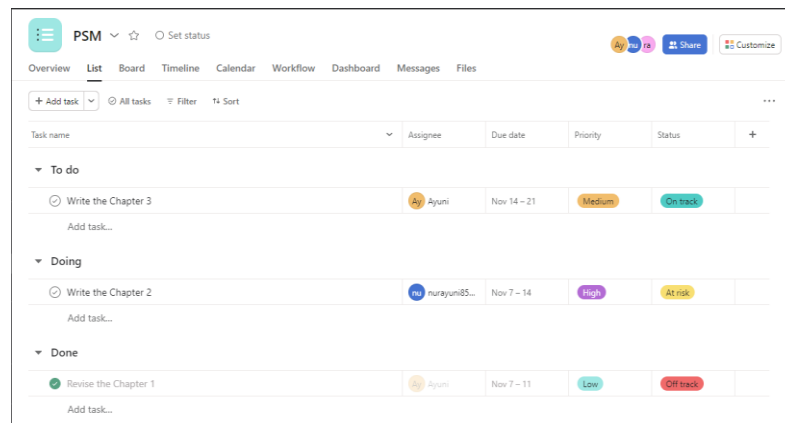 PSM Set status
Ay nu ra Share Customize
Overview List Board Timeline Calendar Workflow Dashboard Messages Files
+ Add task All tasks Filter Sort ...
Task name Assignee Due date Priority Status +
To do
Write the Chapter 3 Ay Ayuni Nov 14 – 21 Medium On track
Add task...
Doing
Write the Chapter 2 nu nurayuni85... Nov 7 – 14 High At risk
Add task...
Done
Revise the Chapter 1 Ay Ayuni Nov 7 – 11 Low Off track
Add task...